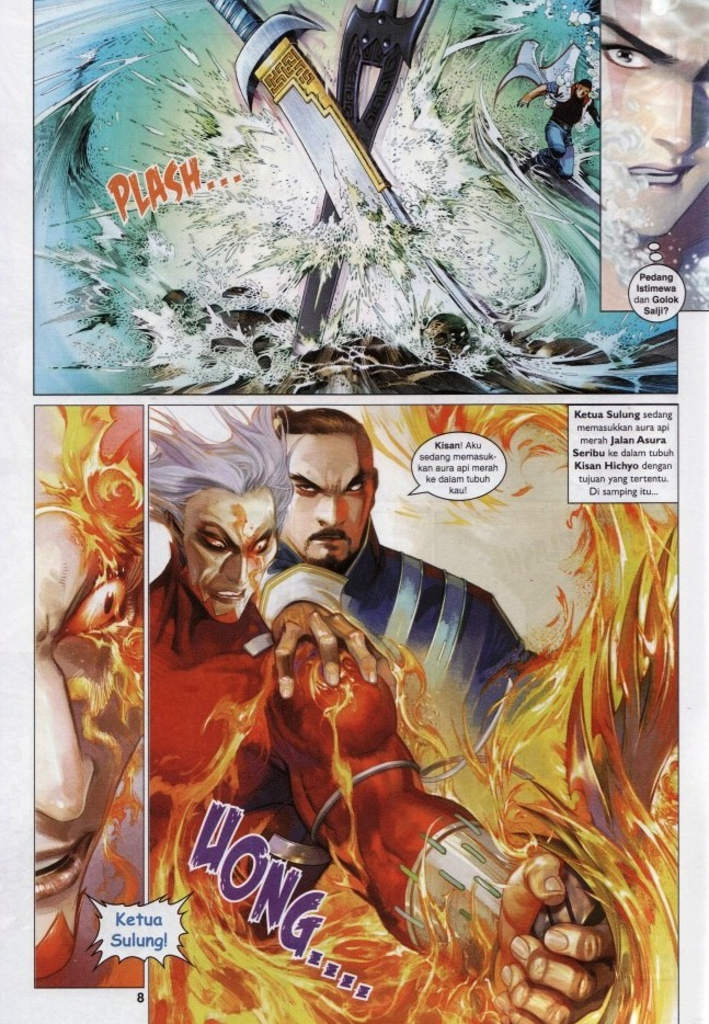 PLASH...
Pedang
Istimewa
dan Golok
Salji?
Kisan! Aku
sedang memasuk-
kan aura api merah
ke dalam tubuh
kau!
Ketua Sulung sedang
memasukkan aura api
merah Jalan Asura
Seribu ke dalam tubuh
Kisan Hichyo dengan
tujuan yang tertentu.
Di samping itu...
Ketua
Sulung!
UONG....
8